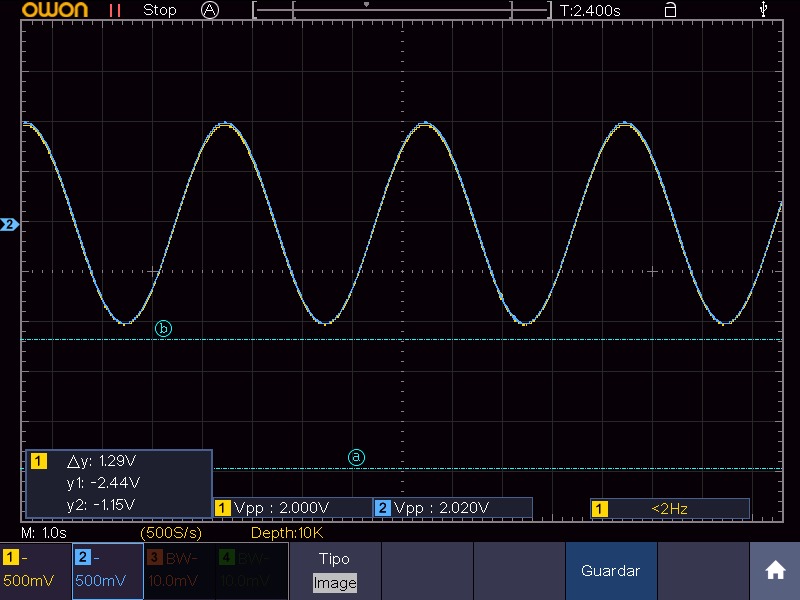 OWON Stop A T:2.400s
2
b
a
1 Δy: 1.29V
y1: -2.44V
y2: -1.15V
1 Vpp : 2.000V 2 Vpp : 2.020V 1 <2Hz
M: 1.0s (500S/s) Depth:10K
1 - 2 - 3 BW- 4 BW- Tipo
500mV 500mV 10.0mV 10.0mV Image
Guardar